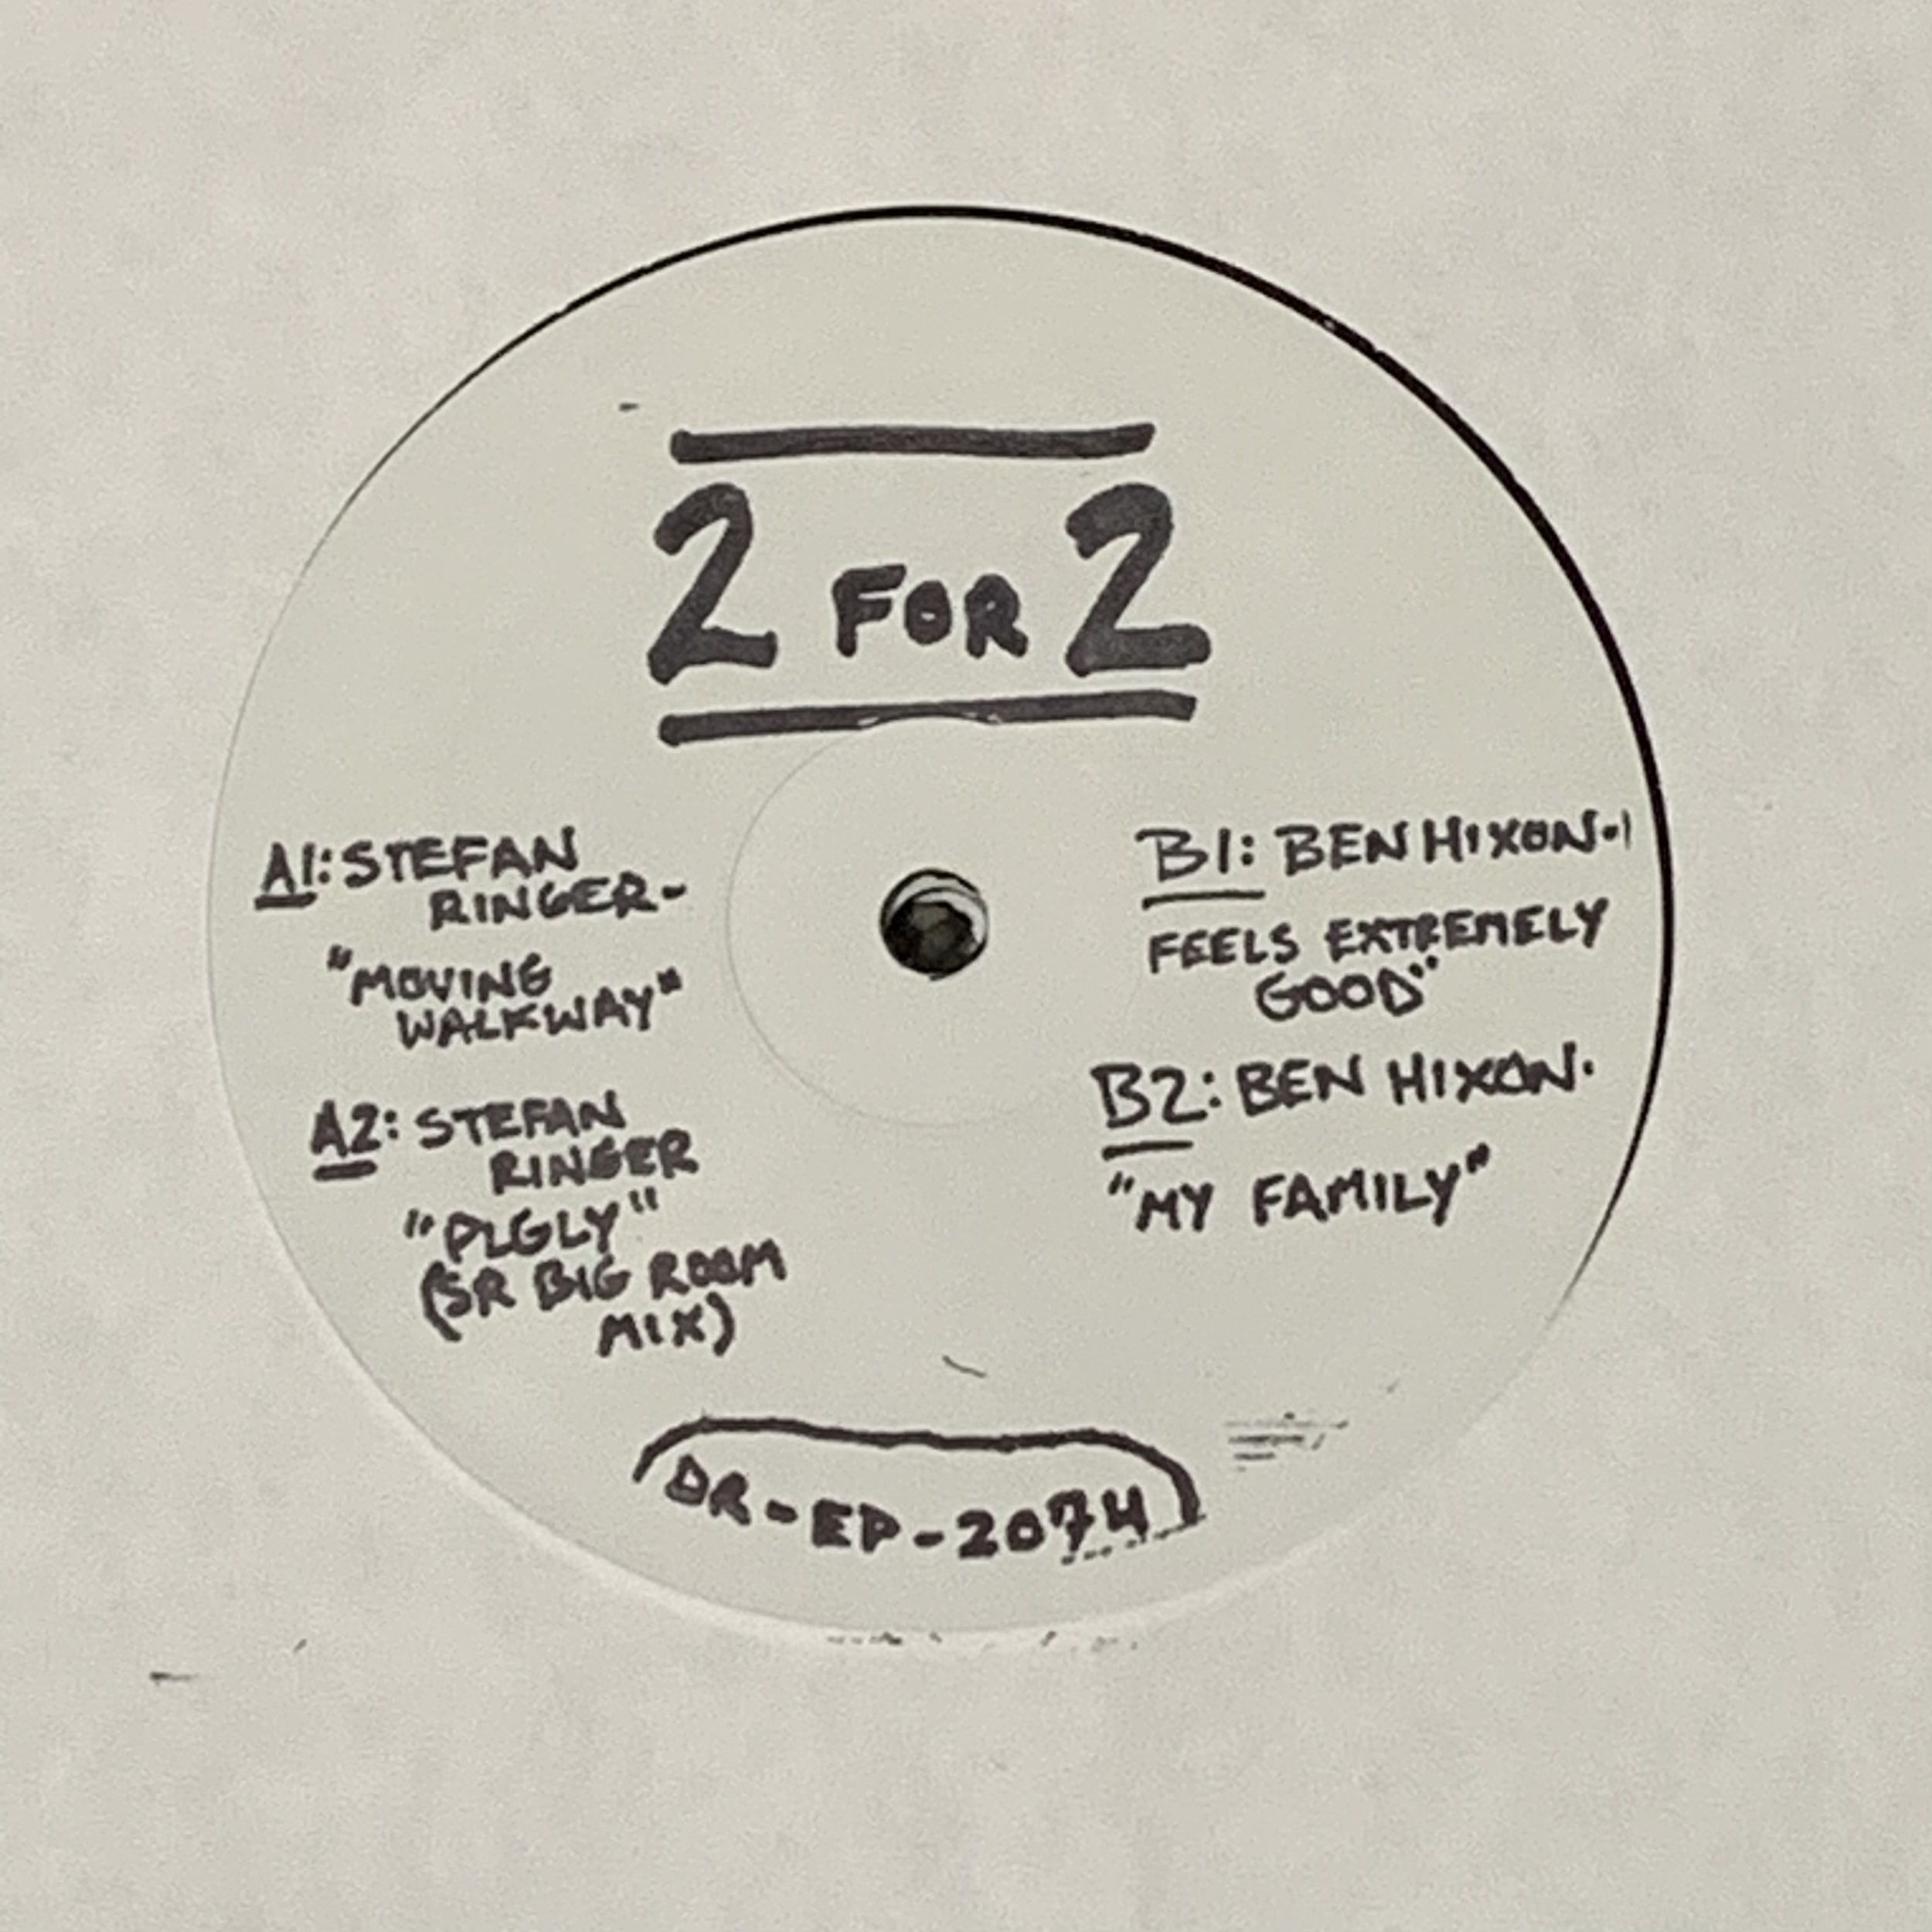 2 FOR 2
A1: STEFAN
RINGER-
"MOVING
WALKWAY"
A2: STEFAN
RINGER
"PLGLY"
(SR BIG ROOM
MIX)
B1: BEN HIXON-
FEELS EXTREMELY
GOOD"
B2: BEN HIXON.
"MY FAMILY"
DR-EP-2074